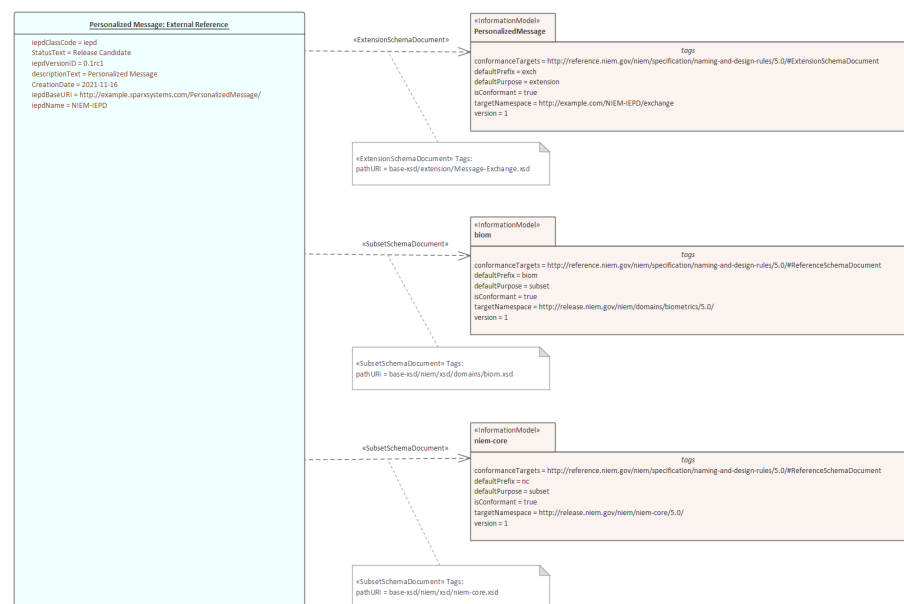 Personalized Message: External Reference
iepdClassCode = iepd
StatusText = Release Candidate
iepdVersionID = 0.1rc1
descriptionText = Personalized Message
CreationDate = 2021-11-16
iepdBaseURI = http://example.sparxsystems.com/PersonalizedMessage/
iepdName = NIEM-IEPD
«ExtensionSchemaDocument»
«InformationModel»
PersonalizedMessage
tags
conformanceTargets = http://reference.niem.gov/niem/specification/naming-and-design-rules/5.0/#ExtensionSchemaDocument
defaultPrefix = exch
defaultPurpose = extension
isConformant = true
targetNamespace = http://example.com/NIEM-IEPD/exchange
version = 1
«ExtensionSchemaDocument» Tags:
pathURI = base-xsd/extension/Message-Exchange.xsd
«SubsetSchemaDocument»
«InformationModel»
biom
tags
conformanceTargets = http://reference.niem.gov/niem/specification/naming-and-design-rules/5.0/#ReferenceSchemaDocument
defaultPrefix = biom
defaultPurpose = subset
isConformant = true
targetNamespace = http://release.niem.gov/niem/domains/biometrics/5.0/
version = 1
«SubsetSchemaDocument» Tags:
pathURI = base-xsd/niem/xsd/domains/biom.xsd
«SubsetSchemaDocument»
«InformationModel»
niem-core
tags
conformanceTargets = http://reference.niem.gov/niem/specification/naming-and-design-rules/5.0/#ReferenceSchemaDocument
defaultPrefix = nc
defaultPurpose = subset
isConformant = true
targetNamespace = http://release.niem.gov/niem/niem-core/5.0/
version = 1
«SubsetSchemaDocument» Tags:
pathURI = base-xsd/niem/xsd/niem-core.xsd